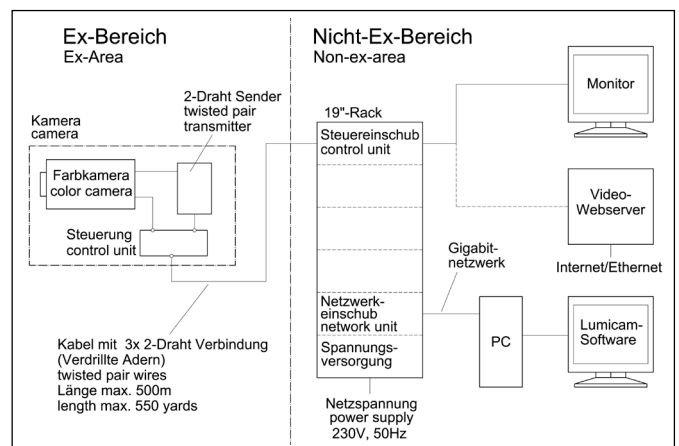 Ex-Bereich
Ex-Area
Nicht-Ex-Bereich
Non-ex-area
Kamera
camera
2-Draht Sender
twisted pair
transmitter
Farbkamera
color camera
Steuerung
control unit
Kabel mit 3x 2-Draht Verbindung
(Verdrillte Adern)
twisted pair wires
Länge max. 500m
length max. 550 yards
19"-Rack
Steuereinschub
control unit
Netzwerk-
einschub
network unit
Spannungs-
versorgung
Netzspannung
power supply
230V, 50Hz
Monitor
Video-
Webserver
Internet/Ethernet
Gigabit-
netzwerk
PC
Lumicam-
Software